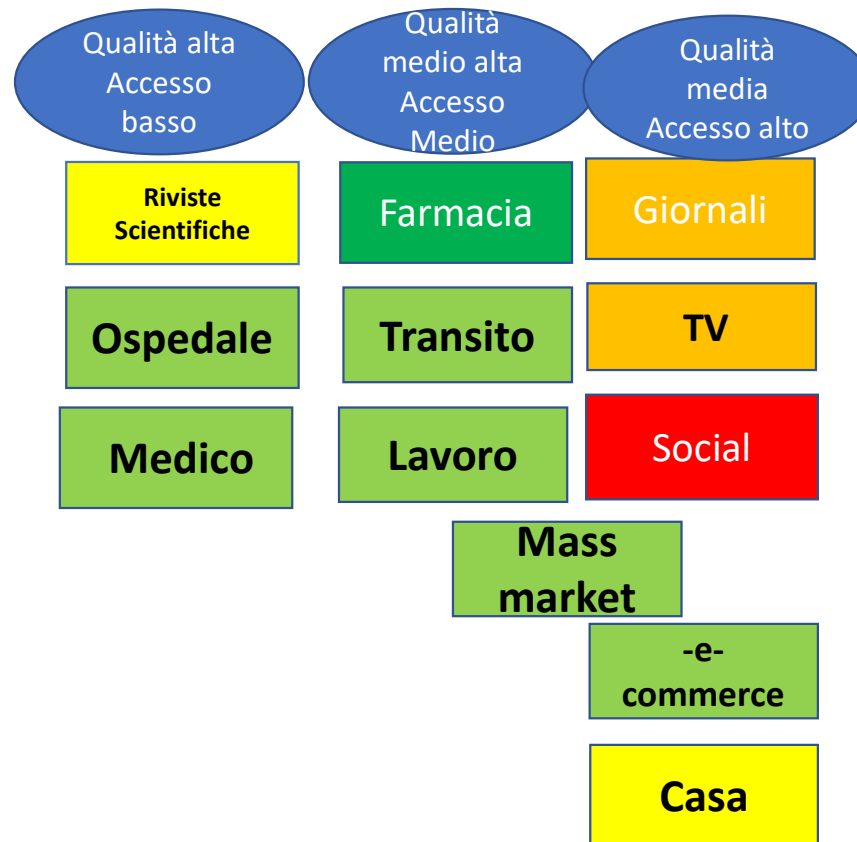 Qualità alta
Accesso
basso
Qualità
medio alta
Accesso
Medio
Qualità
media
Accesso alto
Riviste
Scientifiche
Farmacia
Giornali
Ospedale
Transito
TV
Medico
Lavoro
Social
Mass
market
-e-
commerce
Casa